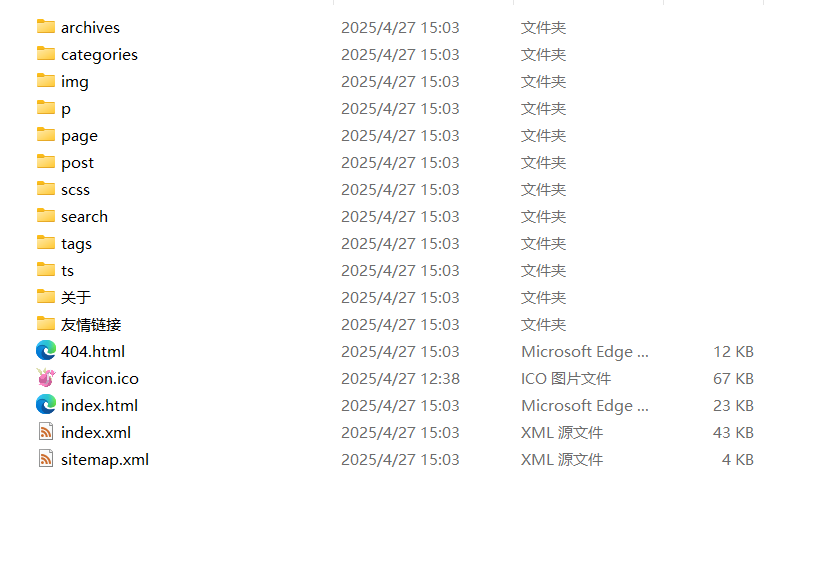 archives 2025/4/27 15:03 文件夹
categories 2025/4/27 15:03 文件夹
img 2025/4/27 15:03 文件夹
p 2025/4/27 15:03 文件夹
page 2025/4/27 15:03 文件夹
post 2025/4/27 15:03 文件夹
scss 2025/4/27 15:03 文件夹
search 2025/4/27 15:03 文件夹
tags 2025/4/27 15:03 文件夹
ts 2025/4/27 15:03 文件夹
关于 2025/4/27 15:03 文件夹
友情链接 2025/4/27 15:03 文件夹
404.html 2025/4/27 15:03 Microsoft Edge ... 12 KB
favicon.ico 2025/4/27 12:38 ICO 图片文件 67 KB
index.html 2025/4/27 15:03 Microsoft Edge ... 23 KB
index.xml 2025/4/27 15:03 XML 源文件 43 KB
sitemap.xml 2025/4/27 15:03 XML 源文件 4 KB